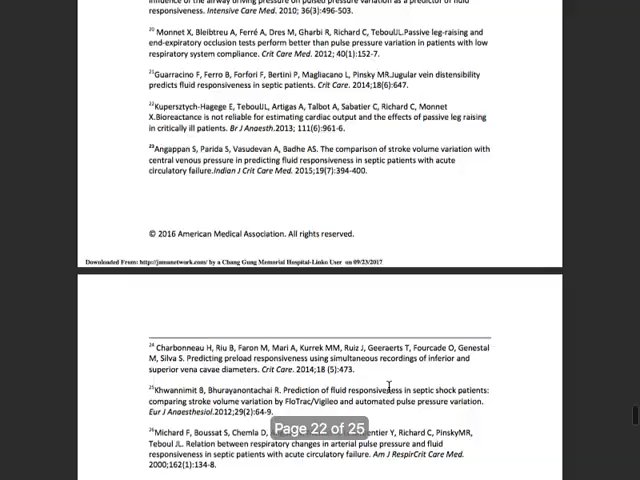 influence of the airway driving pressure on pulsed pressure variation as a predictor of fluid
responsiveness. Intensive Care Med. 2010; 36(3):496-503.
20 Monnet X, Bleibtreu A, Ferré A, Dres M, Gharbi R, Richard C, TeboulJL.Passive leg-raising and
end-expiratory occlusion tests perform better than pulse pressure variation in patients with low
respiratory system compliance. Crit Care Med. 2012; 40(1):152-7.
21Guarracino F, Ferro B, Forfori F, Bertini P, Magliacano L, Pinsky MR.Jugular vein distensibility
predicts fluid responsiveness in septic patients. Crit Care. 2014;18(6):647.
22Kupersztych-Hagege E, TeboulJL, Artigas A, Talbot A, Sabatier C, Richard C, Monnet
X.Bioreactance is not reliable for estimating cardiac output and the effects of passive leg raising
in critically ill patients. Br J Anaesth.2013; 111(6):961-6.
23Angappan S, Parida S, Vasudevan A, Badhe AS. The comparison of stroke volume variation with
central venous pressure in predicting fluid responsiveness in septic patients with acute
circulatory failure.Indian J Crit Care Med. 2015;19(7):394-400.
© 2016 American Medical Association. All rights reserved.
Downloaded From: http://jamanetwork.com/ by a Chang Gung Memorial Hospital-Linko User on 09/23/2017
24 Charbonneau H, Riu B, Faron M, Mari A, Kurrek MM, Ruiz J, Geeraerts T, Fourcade O, Genestal
M, Silva S. Predicting preload responsiveness using simultaneous recordings of inferior and
superior vena cavae diameters. Crit Care. 2014;18 (5):473.
25Khwannimit B, Bhurayanontachai R. Prediction of fluid responsiveness in septic shock patients:
comparing stroke volume variation by FloTrac/Vigileo and automated pulse pressure variation.
Eur J Anaesthesiol.2012;29(2):64-9.
26Michard F, Boussat S, Chemla D, Richard C, PinskyMR,
Page 22 of 25
Teboul JL. Relation between respiratory changes in arterial pulse pressure and fluid
responsiveness in septic patients with acute circulatory failure. Am J RespirCrit Care Med.
2000;162(1):134-8.